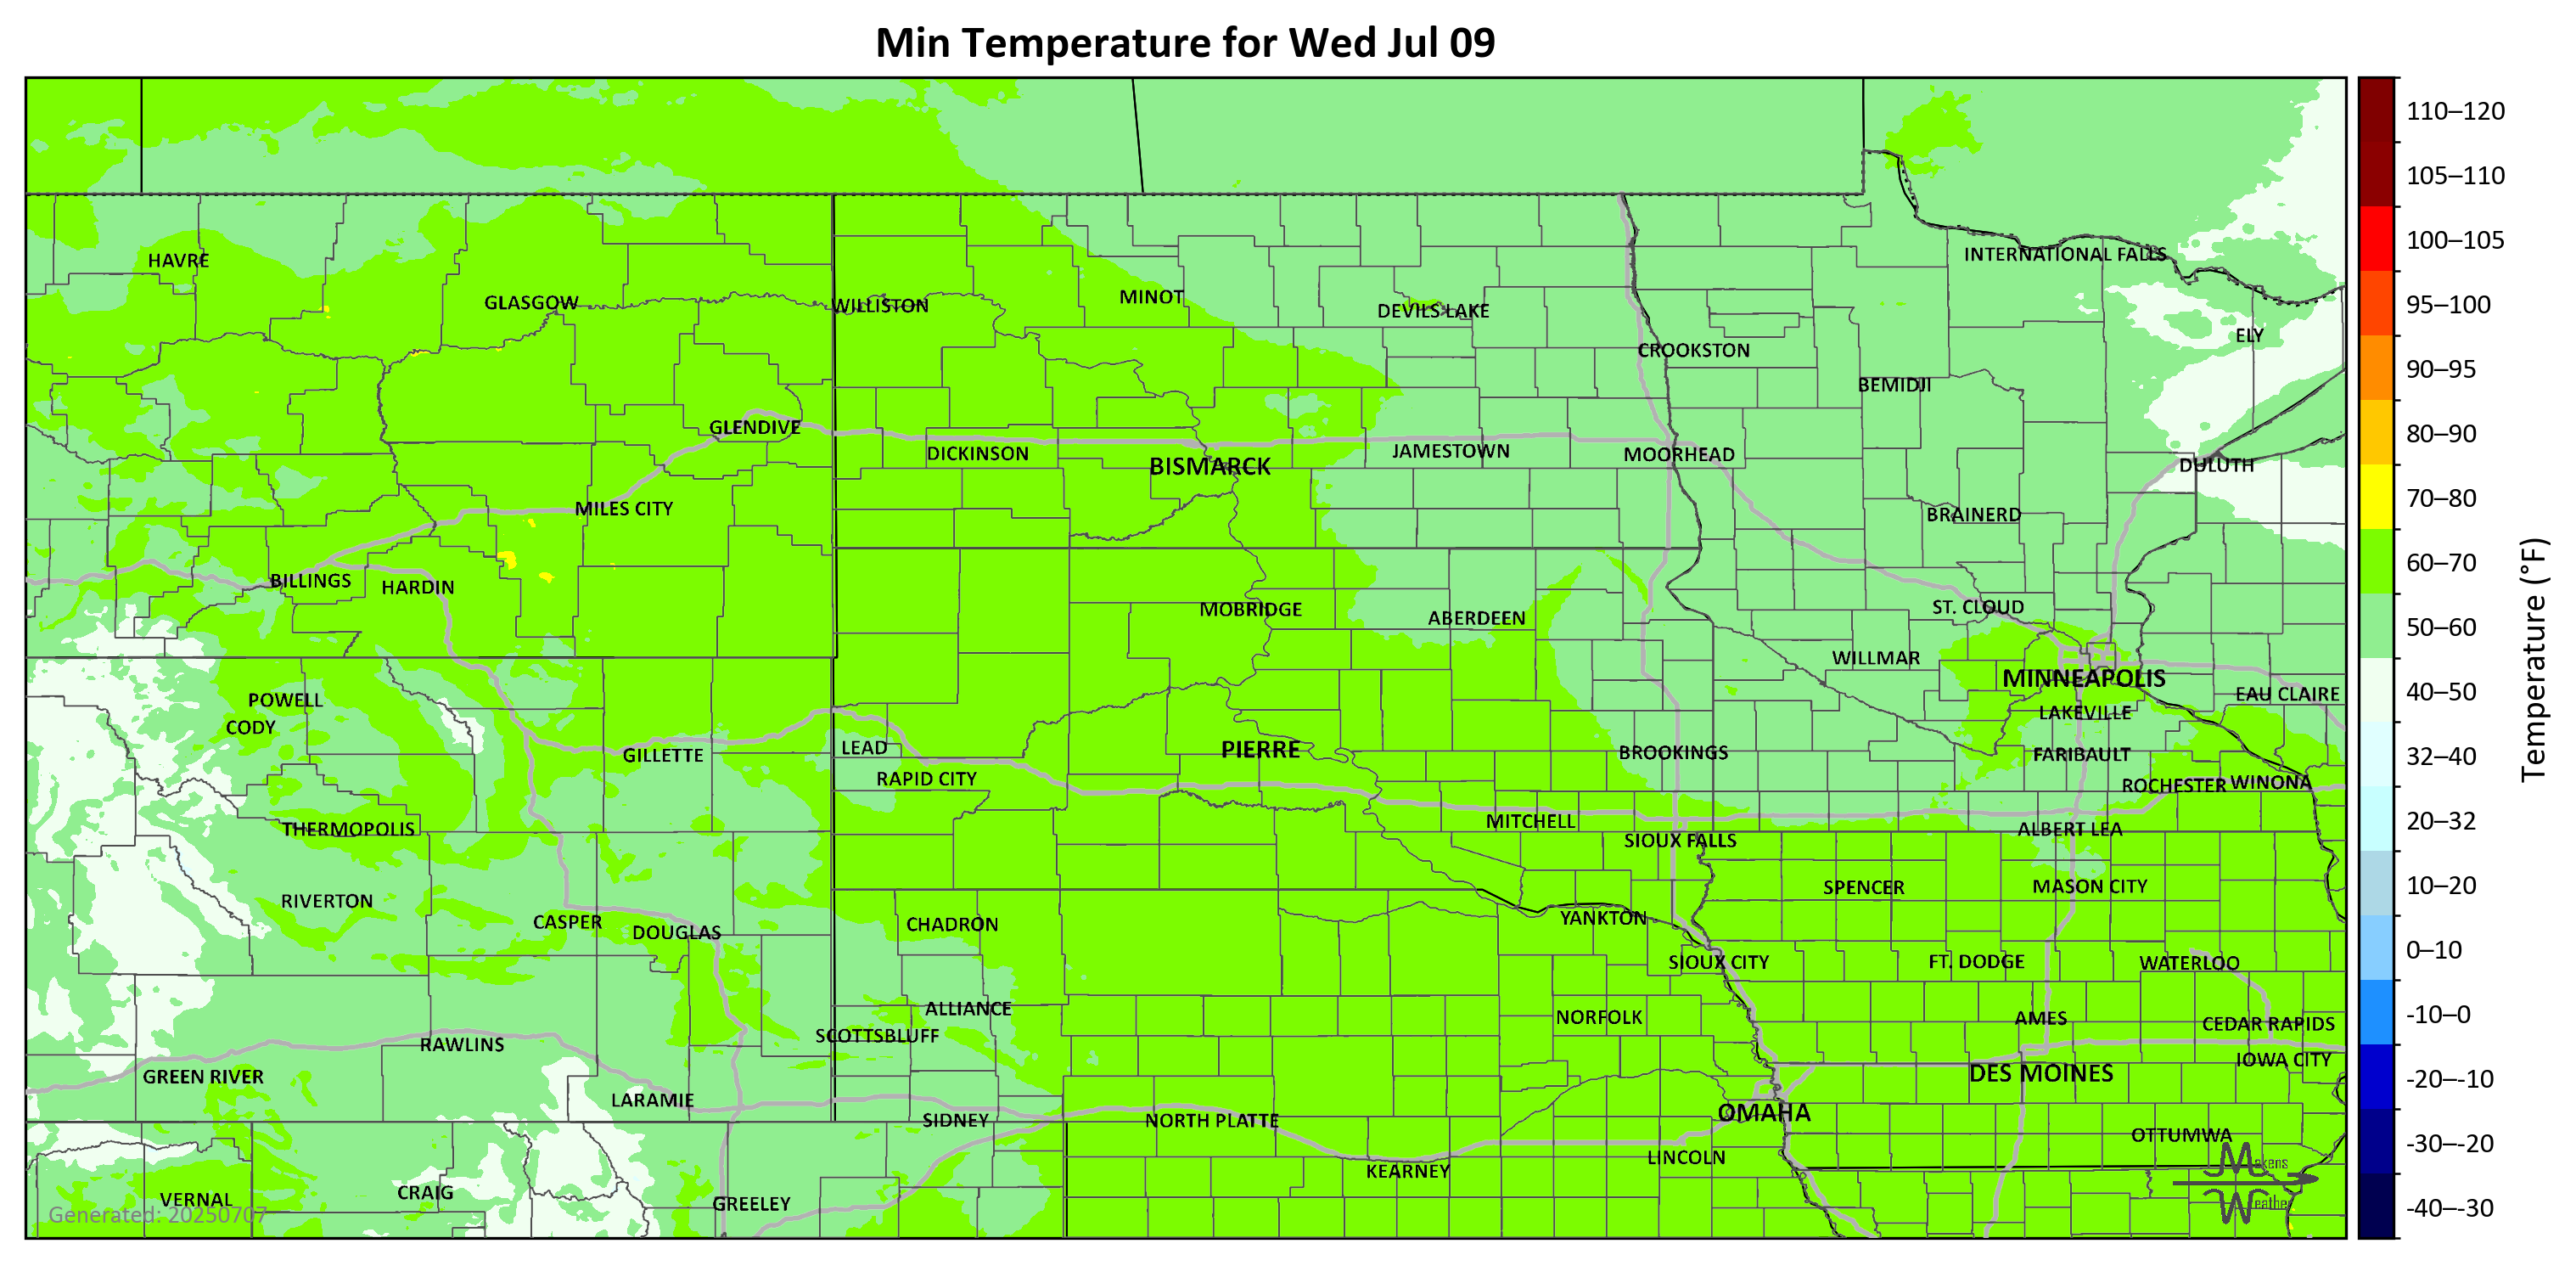 Min Temperature for Wed Jul 09
110–120
105–110
100–105
95–100
90–95
80–90
70–80
60–70
50–60
40–50
32–40
20–32
10–20
0–10
-10–0
-20–-10
-30–-20
-40–-30
Temperature (°F)
HAVRE
INTERNATIONAL FALLS
GLASGOW
WILLISTON
MINOT
DEVILS LAKE
ELY
CROOKSTON
BEMIDJI
GLENDIVE
DICKINSON
BISMARCK
JAMESTOWN
MOORHEAD
DULUTH
MILES CITY
BRAINERD
BILLINGS
HARDIN
MOBRIDGE
ABERDEEN
ST. CLOUD
WILLMAR
MINNEAPOLIS
EAU CLAIRE
POWELL
CODY
LAKEVILLE
GILLETTE
LEAD
PIERRE
BROOKINGS
FARIBAULT
RAPID CITY
ROCHESTER
WINONA
THERMOPOLIS
MITCHELL
SIOUX FALLS
ALBERT LEA
RIVERTON
SPENCER
MASON CITY
CASPER
DOUGLAS
CHADRON
YANKTON
SIOUX CITY
FT. DODGE
WATERLOO
ALLIANCE
NORFOLK
AMES
CEDAR RAPIDS
SCOTTSBLUFF
RAWLINS
IOWA CITY
GREEN RIVER
DES MOINES
LARAMIE
SIDNEY
NORTH PLATTE
OMAHA
OTTUMWA
LINCOLN
KEARNEY
VERNAL
CRAIG
GREELEY
Generated: 20250707
Makens
Weather